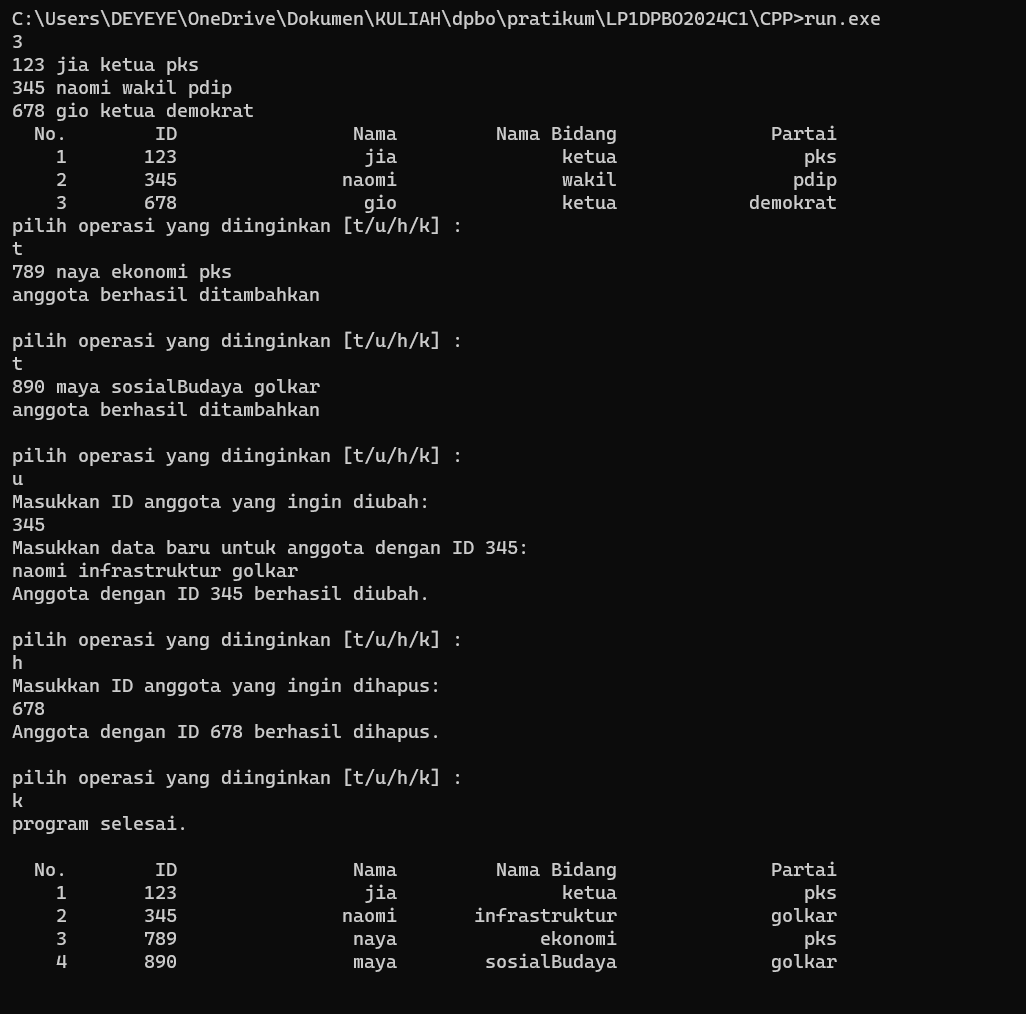 C:\Users\DEYEYE\OneDrive\Dokumen\KULIAH\dpbo\pratikum\LP1DPBO2024C1\CPP>run.exe
3
123 jia ketua pks
345 naomi wakil pdip
678 gio ketua demokrat
  No.        ID                Nama         Nama Bidang              Partai
    1       123                 jia               ketua                 pks
    2       345               naomi               wakil                pdip
    3       678                 gio               ketua            demokrat
pilih operasi yang diinginkan [t/u/h/k] :
t
789 naya ekonomi pks
anggota berhasil ditambahkan

pilih operasi yang diinginkan [t/u/h/k] :
t
890 maya sosialBudaya golkar
anggota berhasil ditambahkan

pilih operasi yang diinginkan [t/u/h/k] :
u
Masukkan ID anggota yang ingin diubah:
345
Masukkan data baru untuk anggota dengan ID 345:
naomi infrastruktur golkar
Anggota dengan ID 345 berhasil diubah.

pilih operasi yang diinginkan [t/u/h/k] :
h
Masukkan ID anggota yang ingin dihapus:
678
Anggota dengan ID 678 berhasil dihapus.

pilih operasi yang diinginkan [t/u/h/k] :
k
program selesai.

  No.        ID                Nama         Nama Bidang              Partai
    1       123                 jia               ketua                 pks
    2       345               naomi       infrastruktur              golkar
    3       789                naya             ekonomi                 pks
    4       890                maya        sosialBudaya              golkar